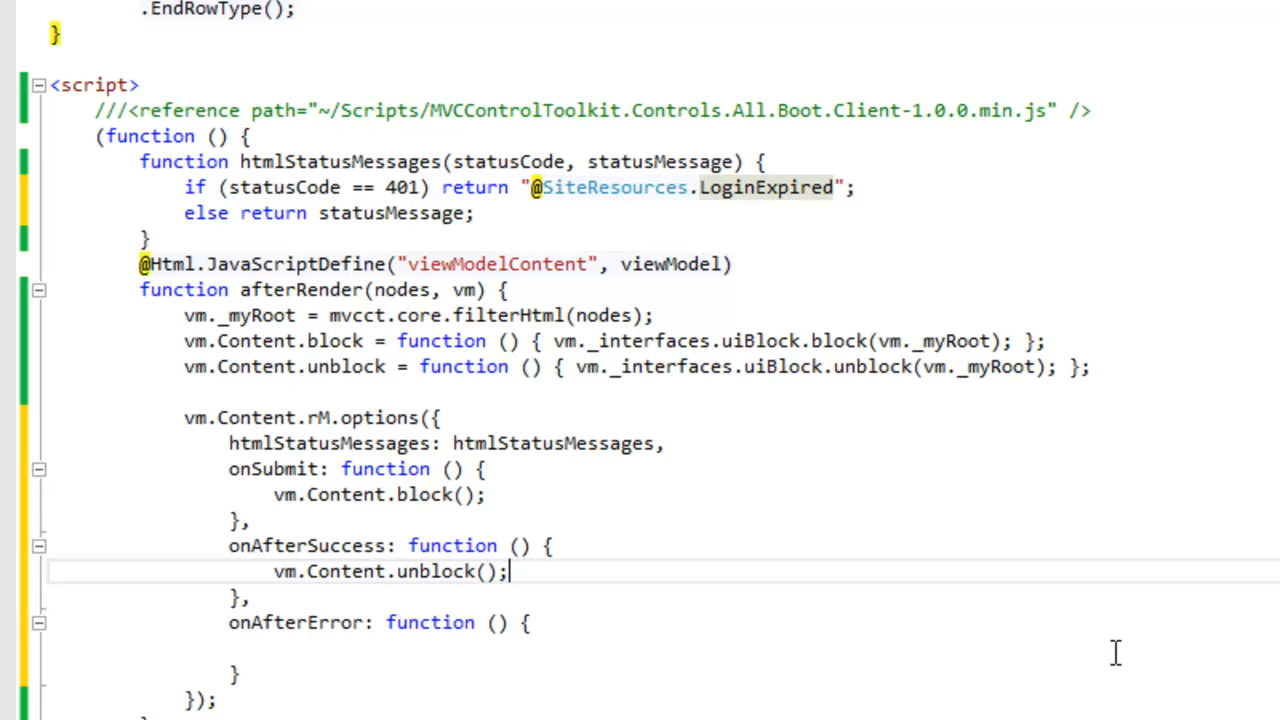 .EndRowType();
}
<script>
///<reference path="~/Scripts/MVCControlToolkit.Controls.All.Boot.Client-1.0.0.min.js" />
(function () {
function htmlStatusMessages(statusCode, statusMessage) {
if (statusCode == 401) return "@SiteResources.LoginExpired";
else return statusMessage;
}
@Html.JavaScriptDefine("viewModelContent", viewModel)
function afterRender(nodes, vm) {
vm._myRoot = mvcct.core.filterHtml(nodes);
vm.Content.block = function () { vm._interfaces.uiBlock.block(vm._myRoot); };
vm.Content.unblock = function () { vm._interfaces.uiBlock.unblock(vm._myRoot); };
vm.Content.rM.options({
htmlStatusMessages: htmlStatusMessages,
onSubmit: function () {
vm.Content.block();
},
onAfterSuccess: function () {
vm.Content.unblock();
},
onAfterError: function () {
}
});